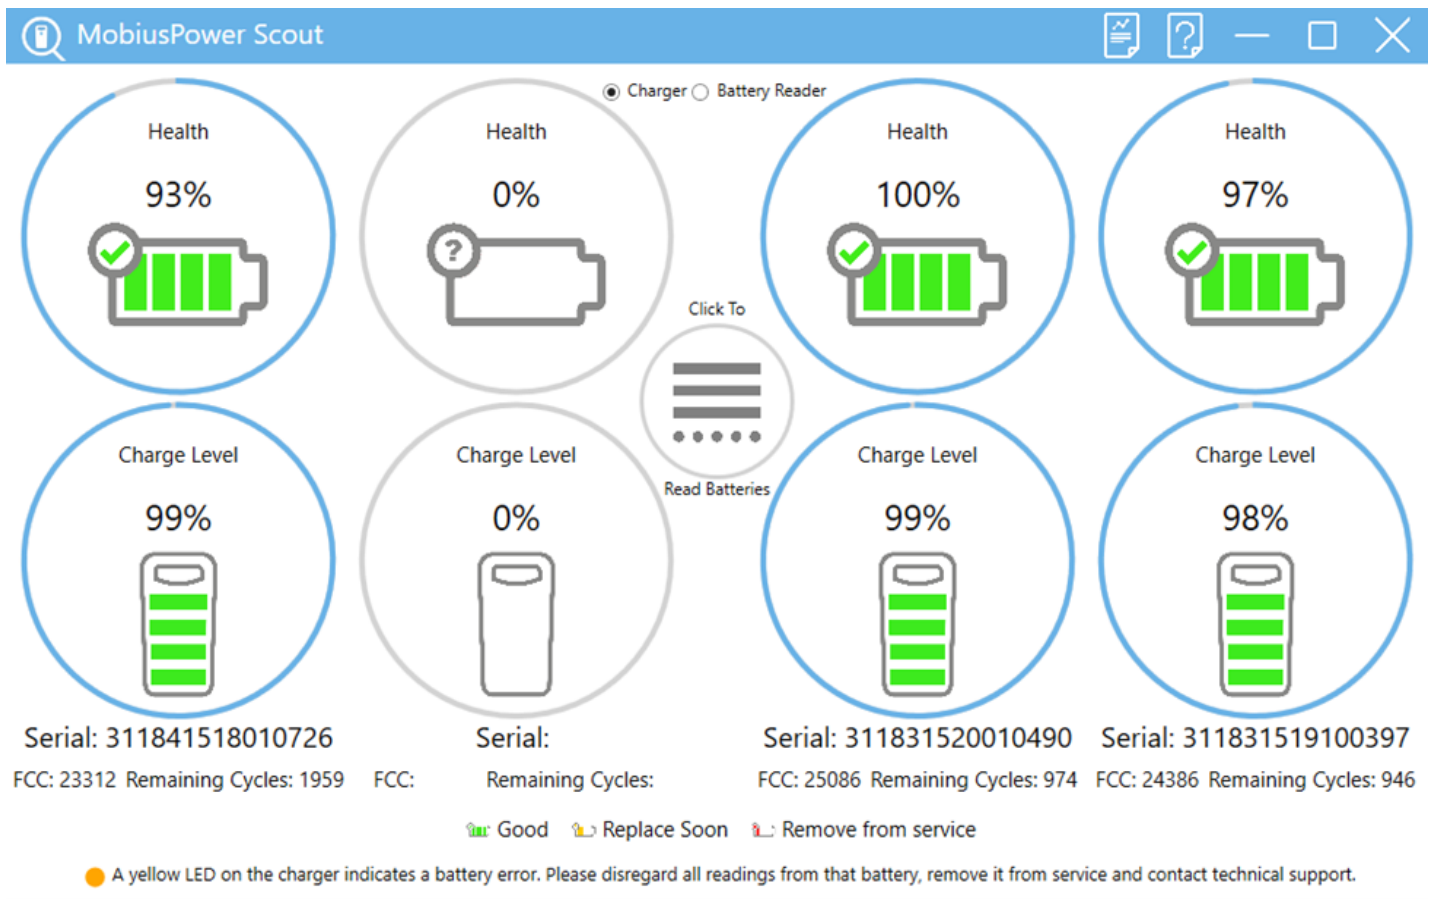 MobiusPower Scout
Charger Battery Reader
Health
93%
Health
0%
Health
100%
Health
97%
Click To
Read Batteries
Charge Level
99%
Charge Level
0%
Charge Level
99%
Charge Level
98%
Serial: 311841518010726
FCC: 23312 Remaining Cycles: 1959
Serial:
FCC: Remaining Cycles:
Serial: 311831520010490
FCC: 25086 Remaining Cycles: 974
Serial: 311831519100397
FCC: 24386 Remaining Cycles: 946
Good Replace Soon Remove from service
A yellow LED on the charger indicates a battery error. Please disregard all readings from that battery, remove it from service and contact technical support.